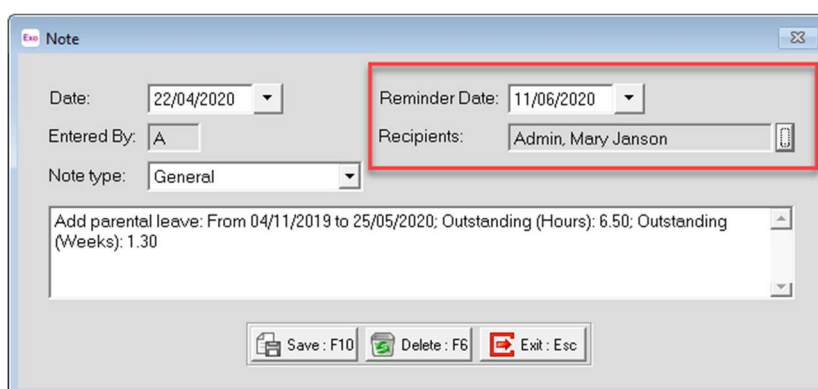 Exo Note
Date: 22/04/2020 Reminder Date: 11/06/2020
Entered By: A Recipients: Admin, Mary Janson
Note type: General
Add parental leave: From 04/11/2019 to 25/05/2020; Outstanding (Hours): 6.50; Outstanding
(Weeks): 1.30
Save : F10 Delete : F6 Exit : Esc